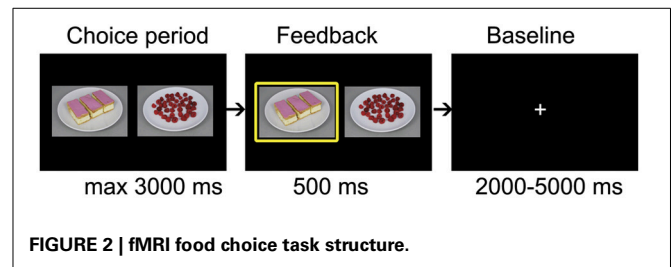 Choice period Feedback Baseline
max 3000 ms 500 ms 2000-5000 ms
FIGURE 2 | fMRI food choice task structure.